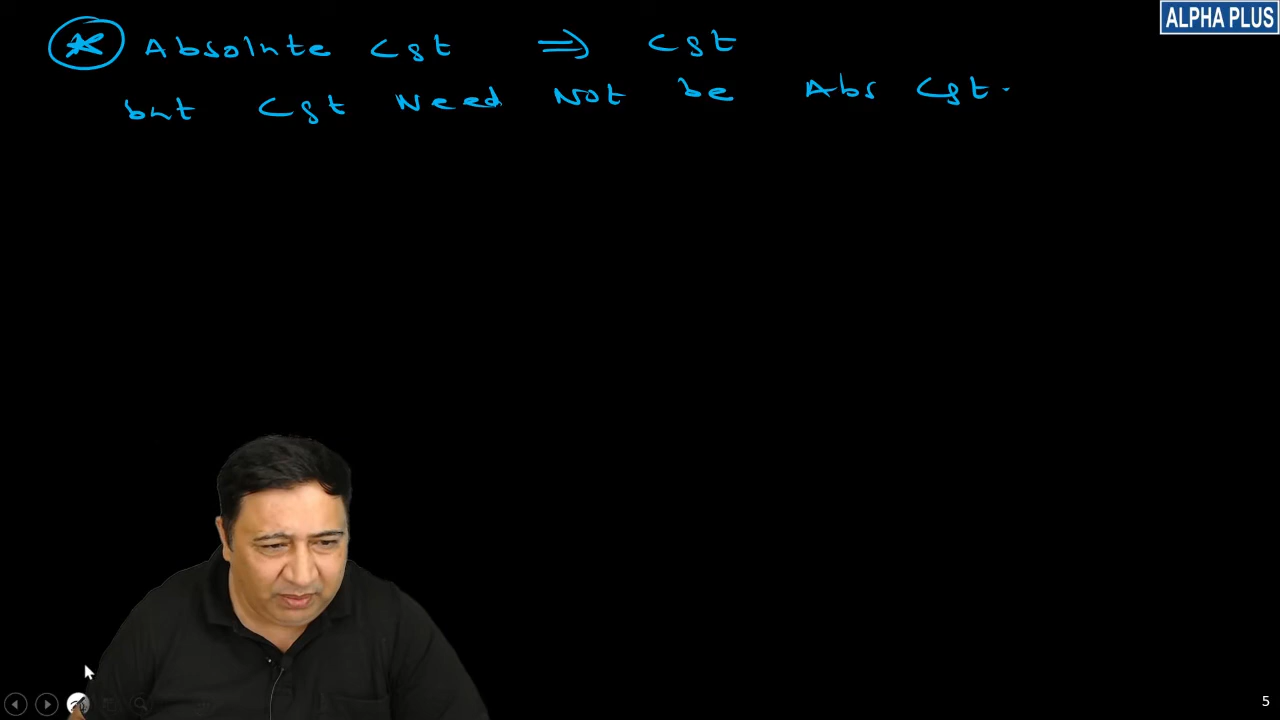 ALPHA PLUS
Absolute Cgt ⇒ Cgt
but Cgt Need Not be Abs Cgt.
5